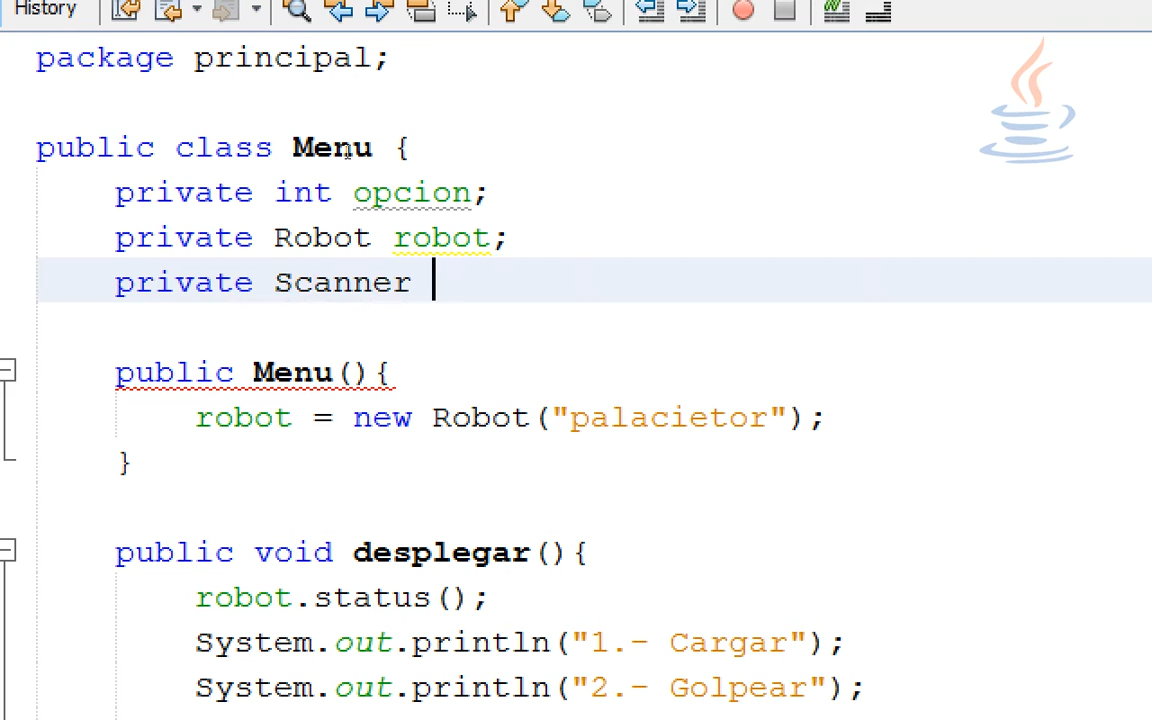 History
package principal;
public class Menu {
private int opcion;
private Robot robot;
private Scanner
public Menu(){
robot = new Robot("palacietor");
}
public void desplegar(){
robot.status();
System.out.println("1.- Cargar");
System.out.println("2.- Golpear");